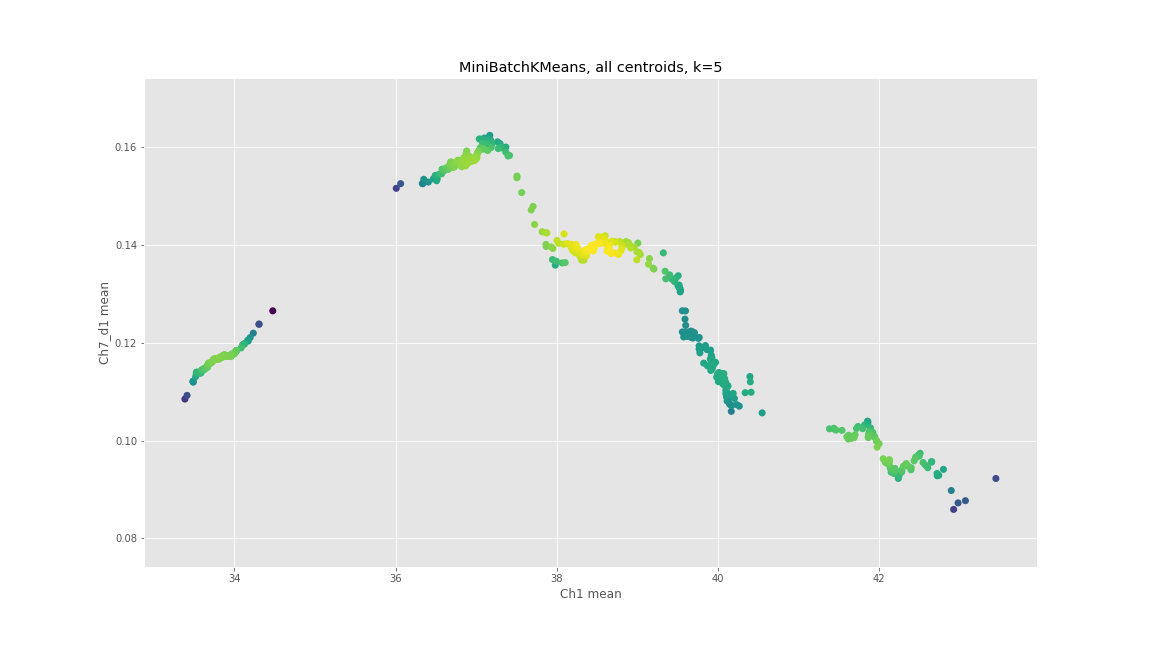 MiniBatchKMeans, all centroids, k=5
0.16
0.14
0.12
0.10
0.08
Ch7_d1 mean
34 36 38 40 42
Ch1 mean